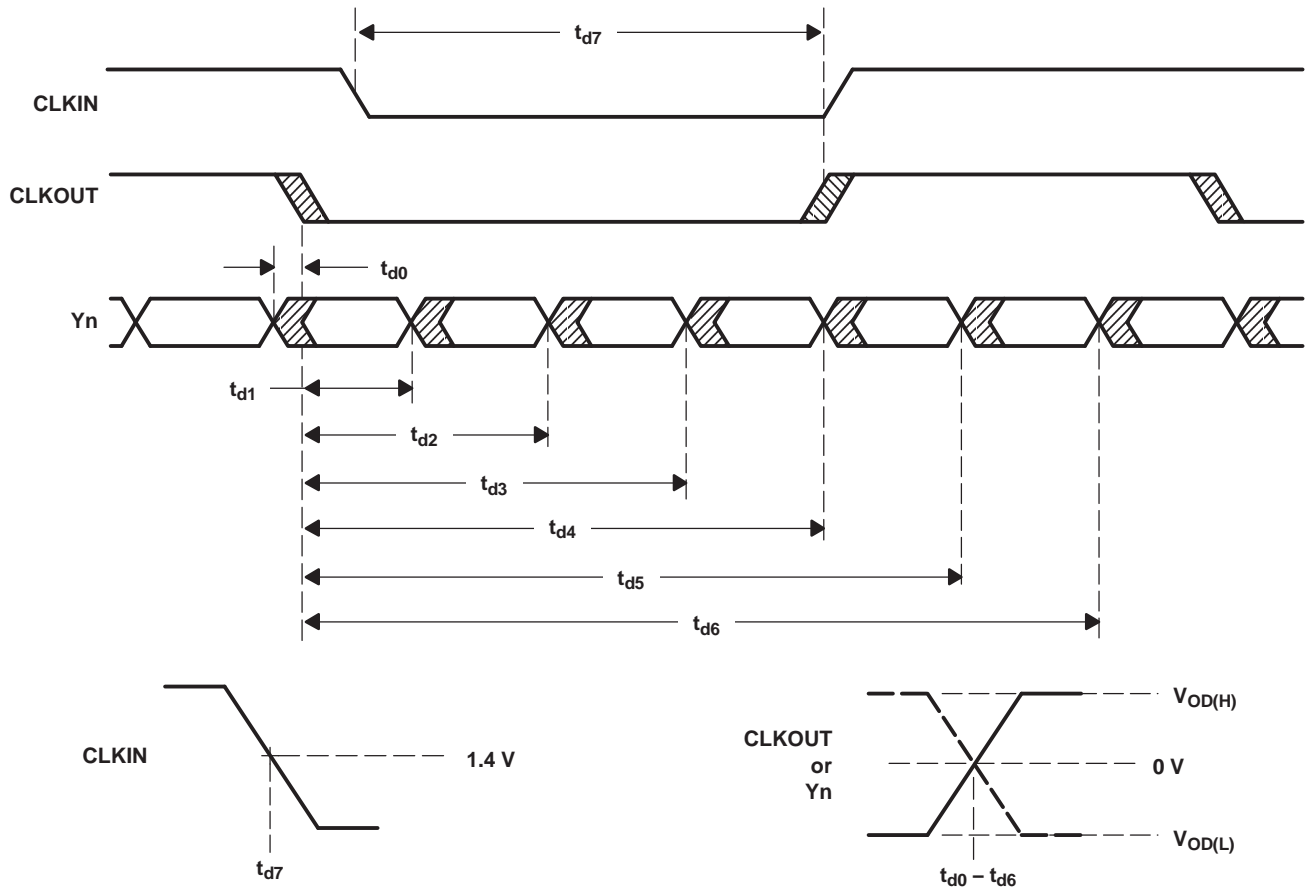 td7
CLKIN
CLKOUT
td0
Yn
td1
td2
td3
td4
td5
td6
CLKIN
1.4 V
td7
CLKOUT
or
Yn
VOD(H)
0 V
VOD(L)
td0 – td6